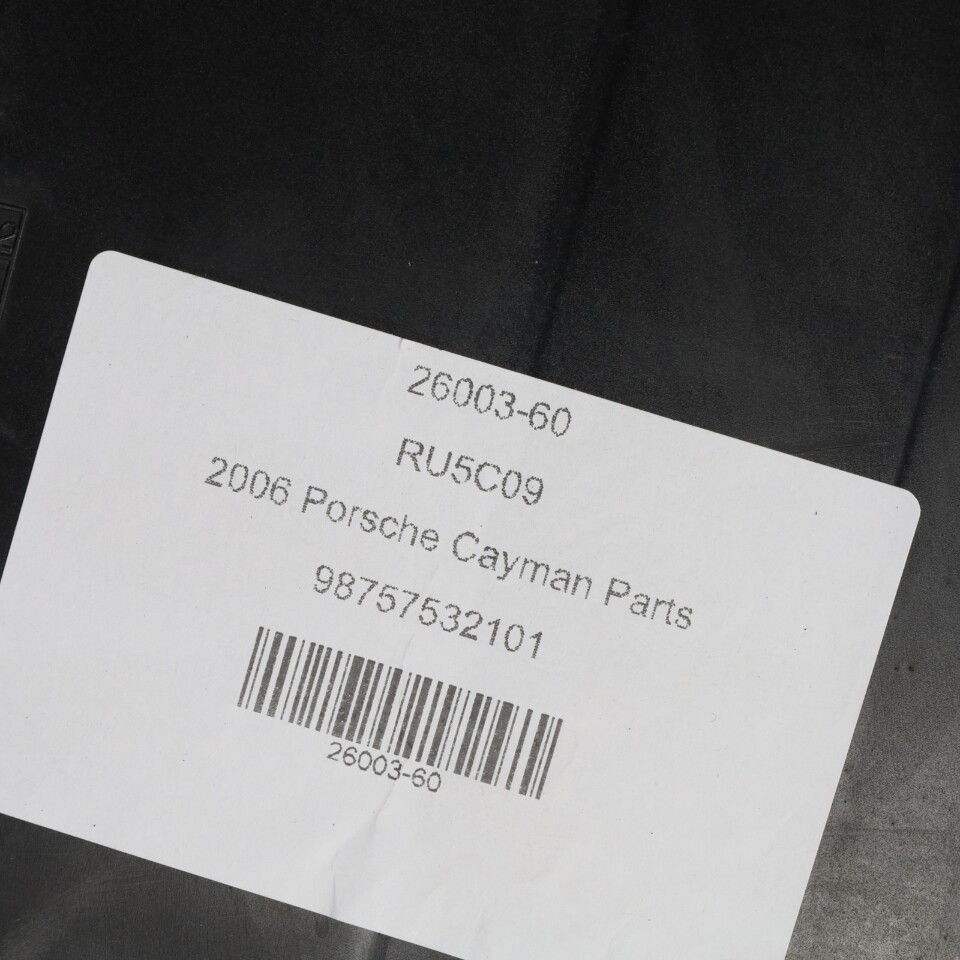 26003-60
RU5C09
2006 Porsche Cayman Parts
98757532101
26003-60